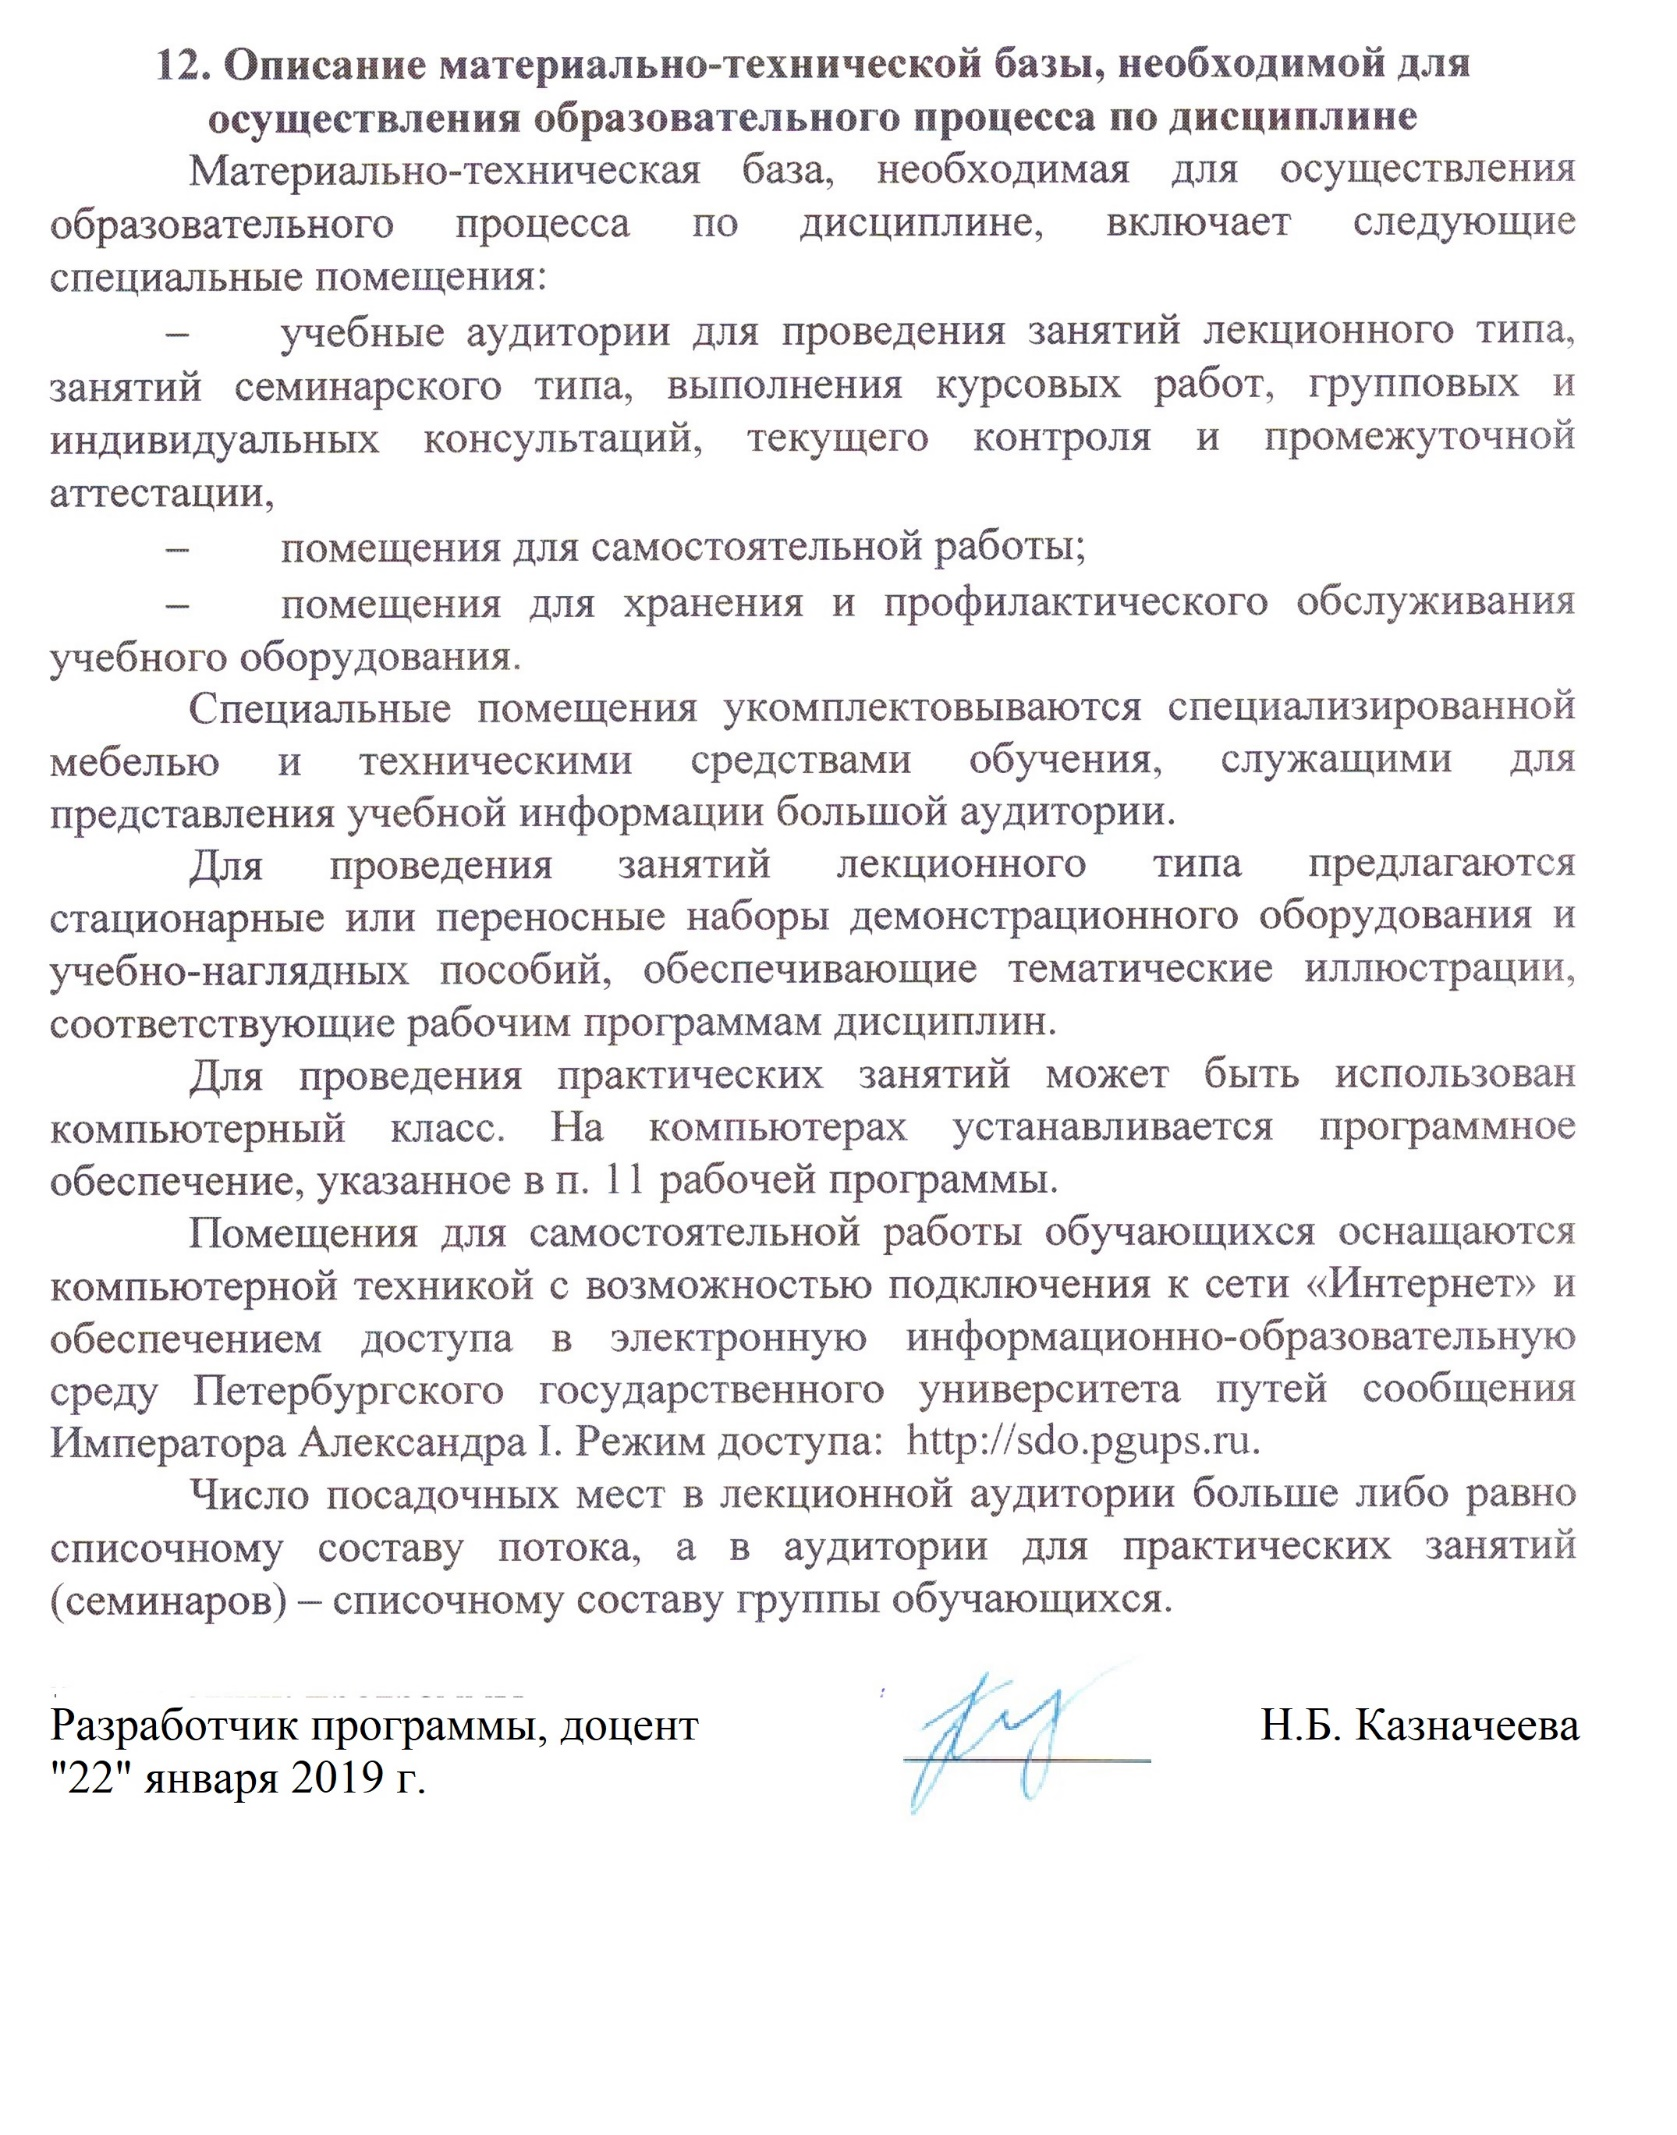 12. Описание материально-технической базы, необходимой для
осуществления образовательного процесса по дисциплине
Материально-техническая база, необходимая для осуществления
образовательного процесса по дисциплине, включает следующие
специальные помещения:
– учебные аудитории для проведения занятий лекционного типа,
занятий семинарского типа, выполнения курсовых работ, групповых и
индивидуальных консультаций, текущего контроля и промежуточной
аттестации,
– помещения для самостоятельной работы;
– помещения для хранения и профилактического обслуживания
учебного оборудования.
Специальные помещения укомплектовываются специализированной
мебелью и техническими средствами обучения, служащими для
представления учебной информации большой аудитории.
Для проведения занятий лекционного типа предлагаются
стационарные или переносные наборы демонстрационного оборудования и
учебно-наглядных пособий, обеспечивающие тематические иллюстрации,
соответствующие рабочим программам дисциплин.
Для проведения практических занятий может быть использован
компьютерный класс. На компьютерах устанавливается программное
обеспечение, указанное в п. 11 рабочей программы.
Помещения для самостоятельной работы обучающихся оснащаются
компьютерной техникой с возможностью подключения к сети «Интернет» и
обеспечением доступа в электронную информационно-образовательную
среду Петербургского государственного университета путей сообщения
Императора Александра I. Режим доступа: http://sdo.pgups.ru.
Число посадочных мест в лекционной аудитории больше либо равно
списочному составу потока, а в аудитории для практических занятий
(семинаров) – списочному составу группы обучающихся.
Разработчик программы, доцент Н.Б. Казначеева
"22" января 2019 г.